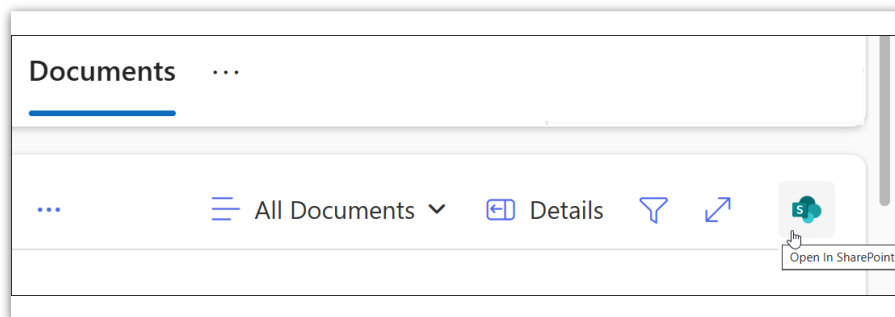 Documents ...
... All Documents Details S
Open In SharePoint